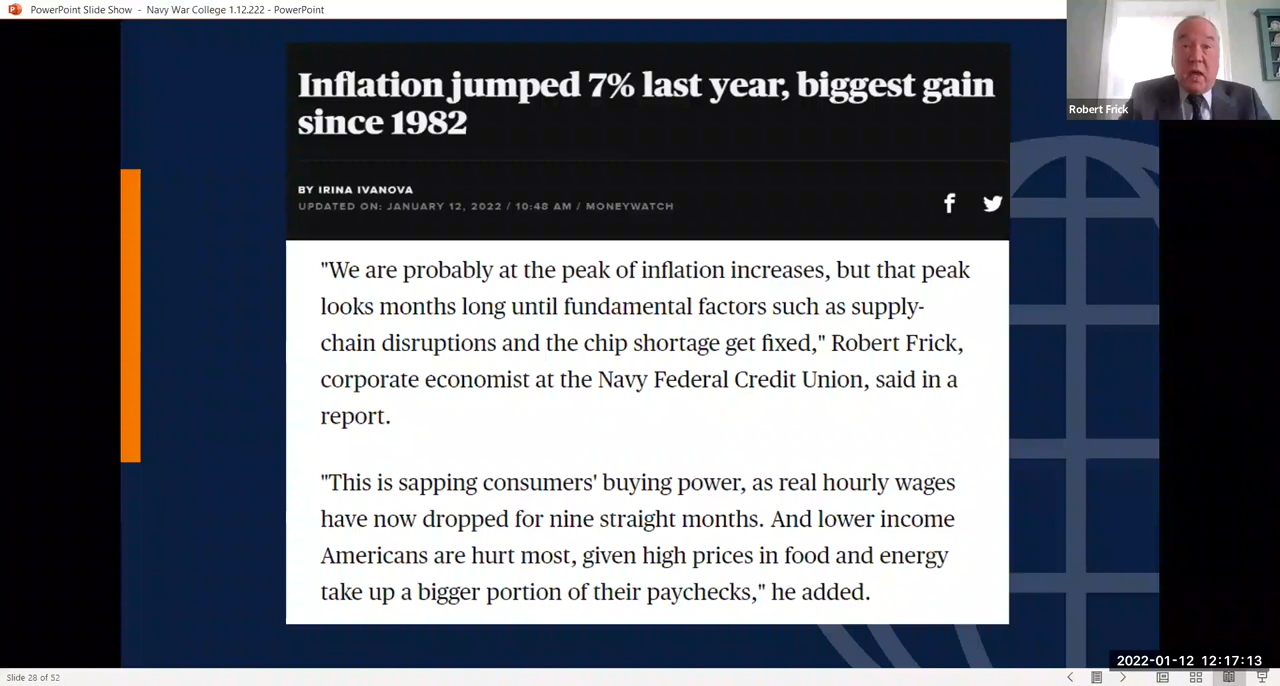 PowerPoint Slide Show - Navy War College 1.12.222 - PowerPoint
Inflation jumped 7% last year, biggest gain
since 1982
Robert Frick
BY IRINA IVANOVA
UPDATED ON: JANUARY 12, 2022 / 10:48 AM / MONEYWATCH
"We are probably at the peak of inflation increases, but that peak
looks months long until fundamental factors such as supply-
chain disruptions and the chip shortage get fixed," Robert Frick,
corporate economist at the Navy Federal Credit Union, said in a
report.
"This is sapping consumers' buying power, as real hourly wages
have now dropped for nine straight months. And lower income
Americans are hurt most, given high prices in food and energy
take up a bigger portion of their paychecks," he added.
2022-01-12 12:17:13
Slide 28 of 52